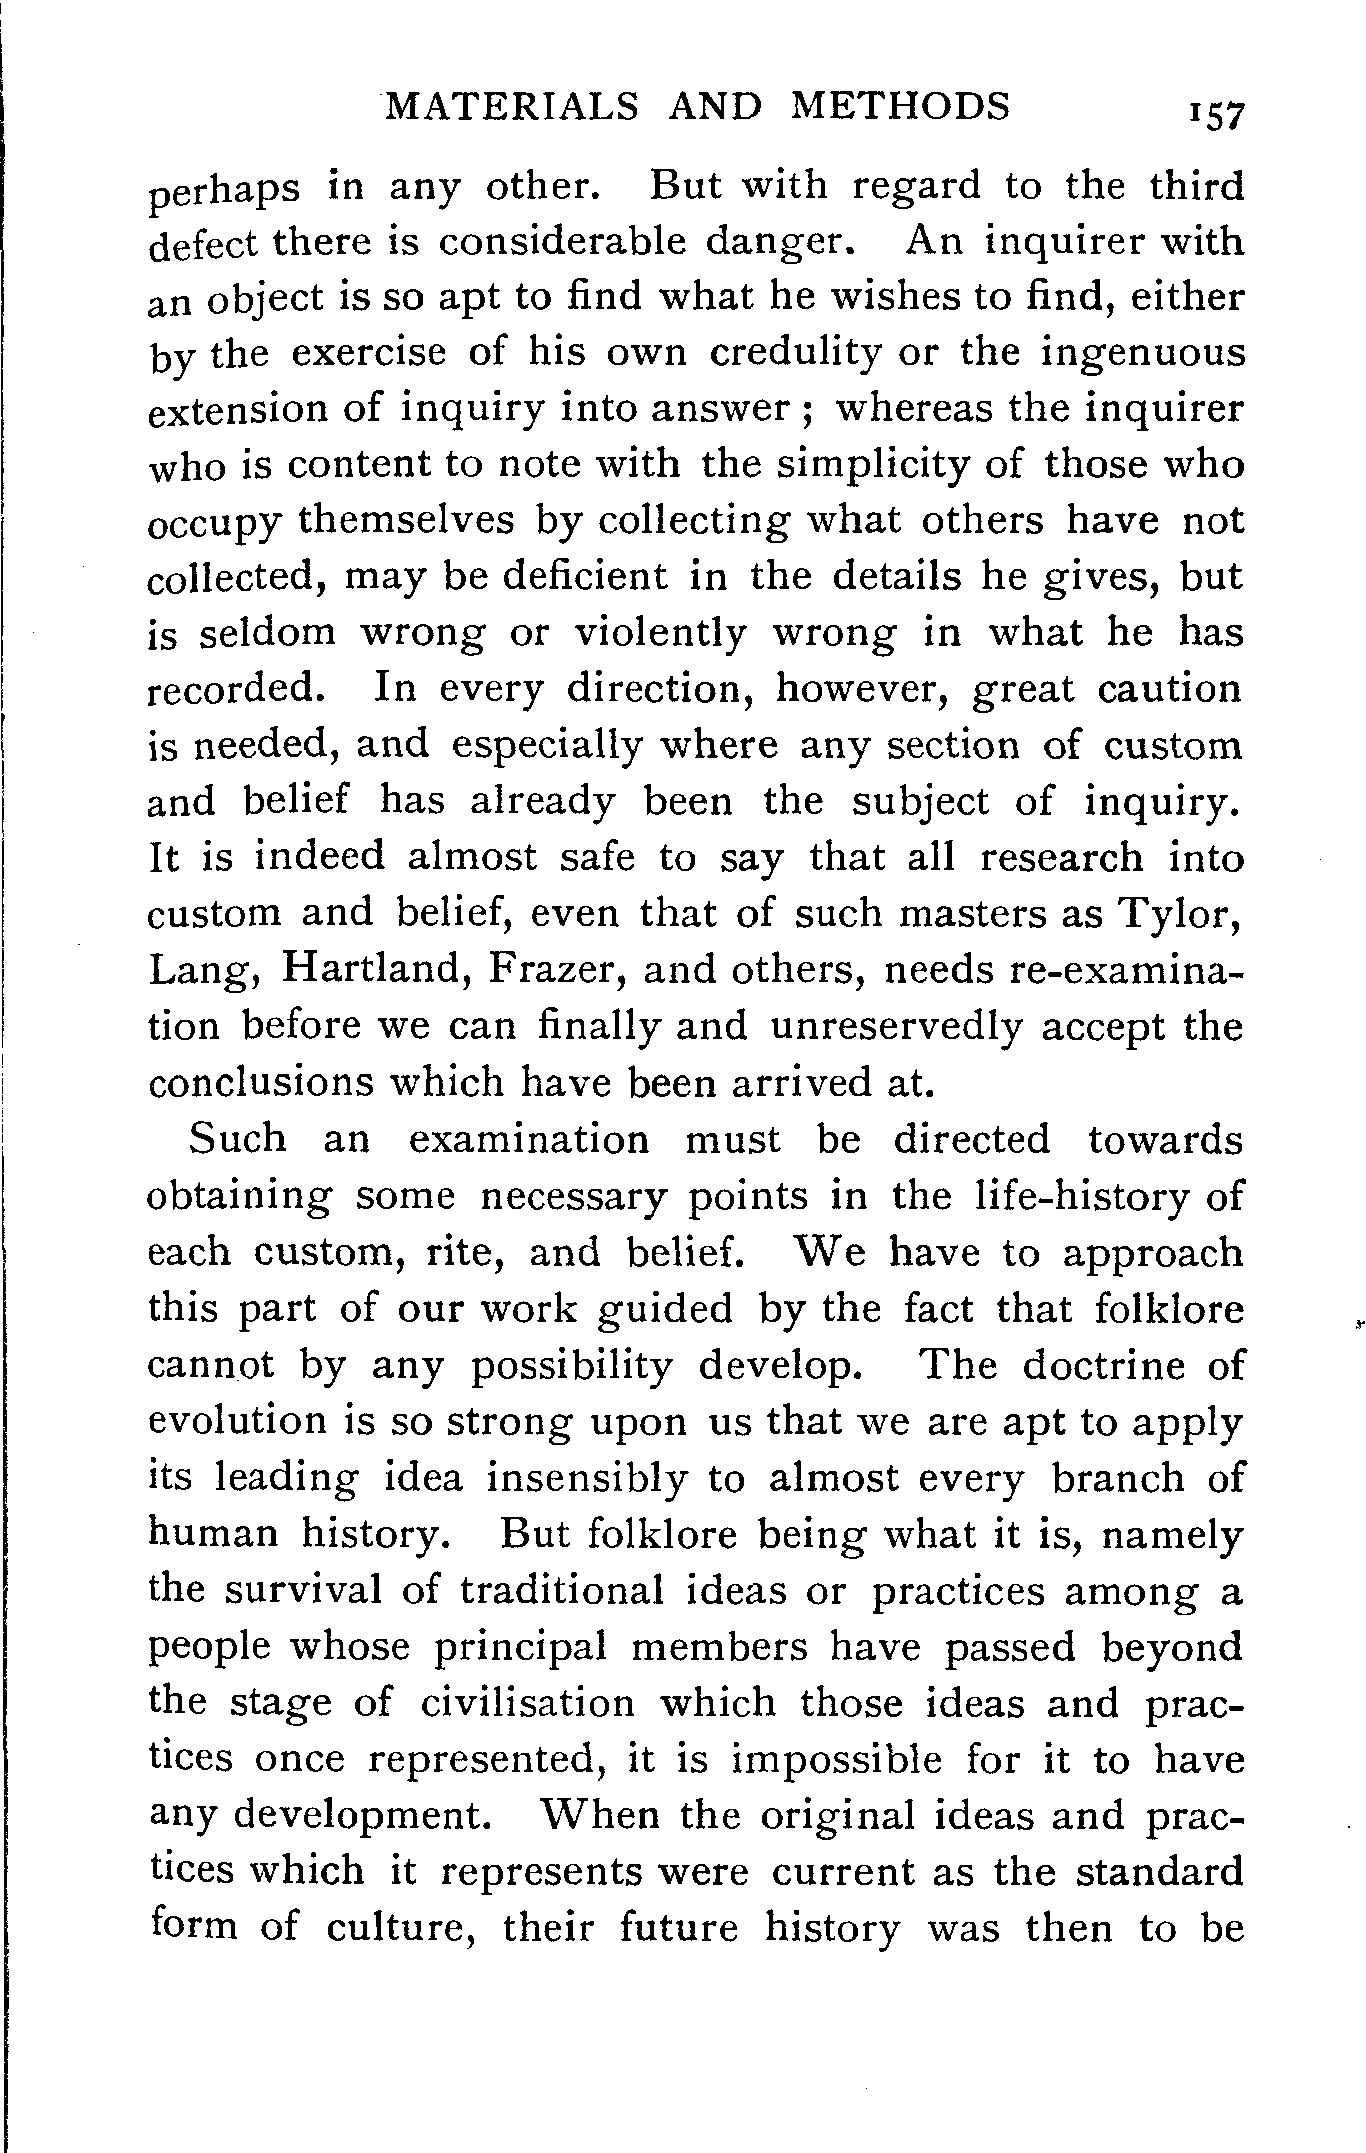 MATERIALS AND METHODS 157
perhaps in any other. But with regard to the third
defect there is considerable danger. An inquirer with
an object is so apt to find what he wishes to find, either
by the exercise of his own credulity or the ingenuous
extension of inquiry into answer ; whereas the inquirer
who is content to note with the simplicity of those who
occupy themselves by collecting what others have not
collected, may be deficient in the details he gives, but
is seldom wrong or violently wrong in what he has
recorded. In every direction, however, great caution
is needed, and especially where any section of custom
and belief has already been the subject of inquiry.
It is indeed almost safe to say that all research into
custom and belief, even that of such masters as Tylor,
Lang, Hartland, Frazer, and others, needs re-examina-
tion before we can finally and unreservedly accept the
conclusions which have been arrived at.
Such an examination must be directed towards
obtaining some necessary points in the life-history of
each custom, rite, and belief. We have to approach
this part of our work guided by the fact that folklore
cannot by any possibility develop. The doctrine of
evolution is so strong upon us that we are apt to apply
its leading idea insensibly to almost every branch of
human history. But folklore being what it is, namely
the survival of traditional ideas or practices among a
people whose principal members have passed beyond
the stage of civilisation which those ideas and prac-
tices once represented, it is impossible for it to have
any development. When the original ideas and prac-
tices which it represents were current as the standard
form of culture, their future history was then to be